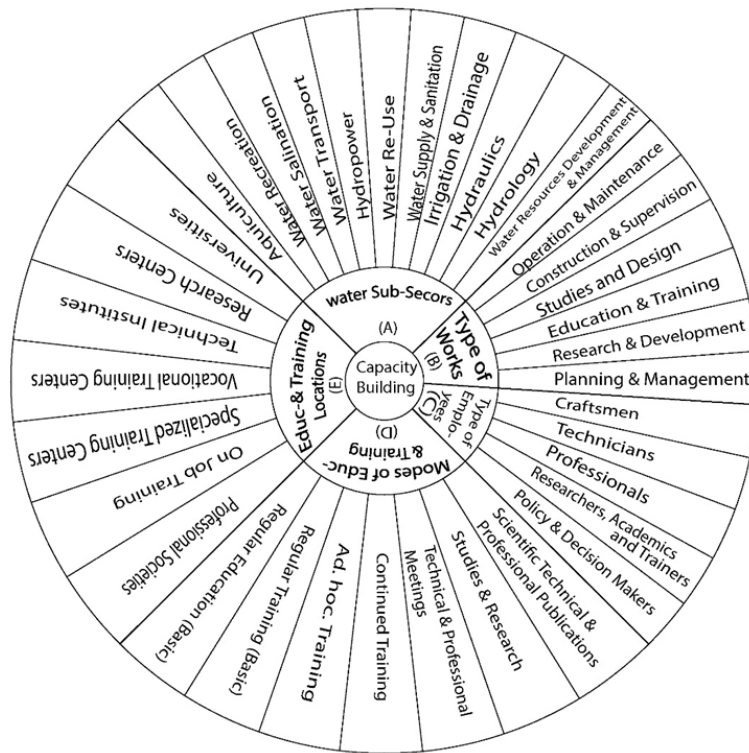 Capacity
Building
water Sub-Secors
(A)
Type of
Works
(B)
Type of
Emplo-
yees
(C)
Modes of Educ-
& Training
(D)
Educ-& Training
Locations
(E)
Aquiculture
Water Recreation
Water Salination
Water Transport
Hydropower
Water Re-Use
Water Supply & Sanitation
Irrigation & Drainage
Hydraulics
Hydrology
Water Resources Development
& Management
Operation & Maintenance
Construction & Supervision
Studies and Design
Education & Training
Research & Development
Planning & Management
Craftsmen
Technicians
Professionals
Researchers, Academics
and Trainers
Policy & Decision Makers
Scientific Technical &
Professional Publications
Studies & Research
Technical & Professional
Meetings
Continued Training
Ad. hoc. Training
Regular Training (Basic)
Regular Education (Basic)
Professional Societies
On Job Training
Specialized Training Centers
Vocational Training Centers
Technical Institutes
Research Centers
Universities